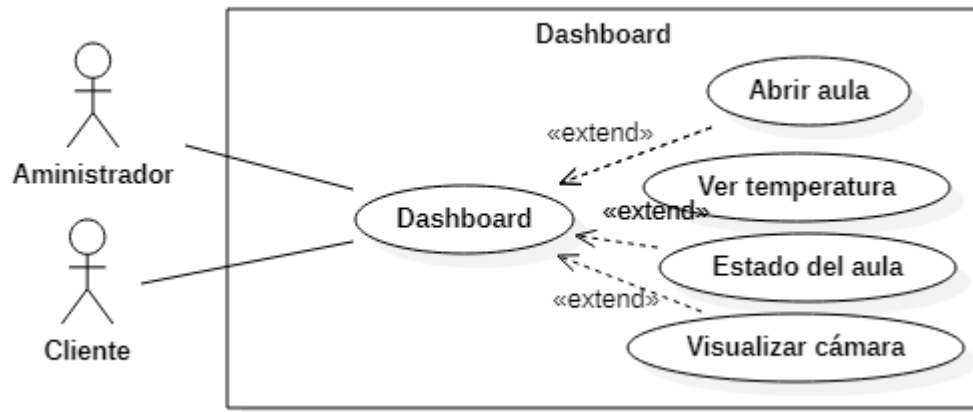 Dashboard
Abrir aula
«extend»
Aministrador
Ver temperatura
Dashboard
«extend»
Estado del aula
«extend»
Cliente
Visualizar cámara